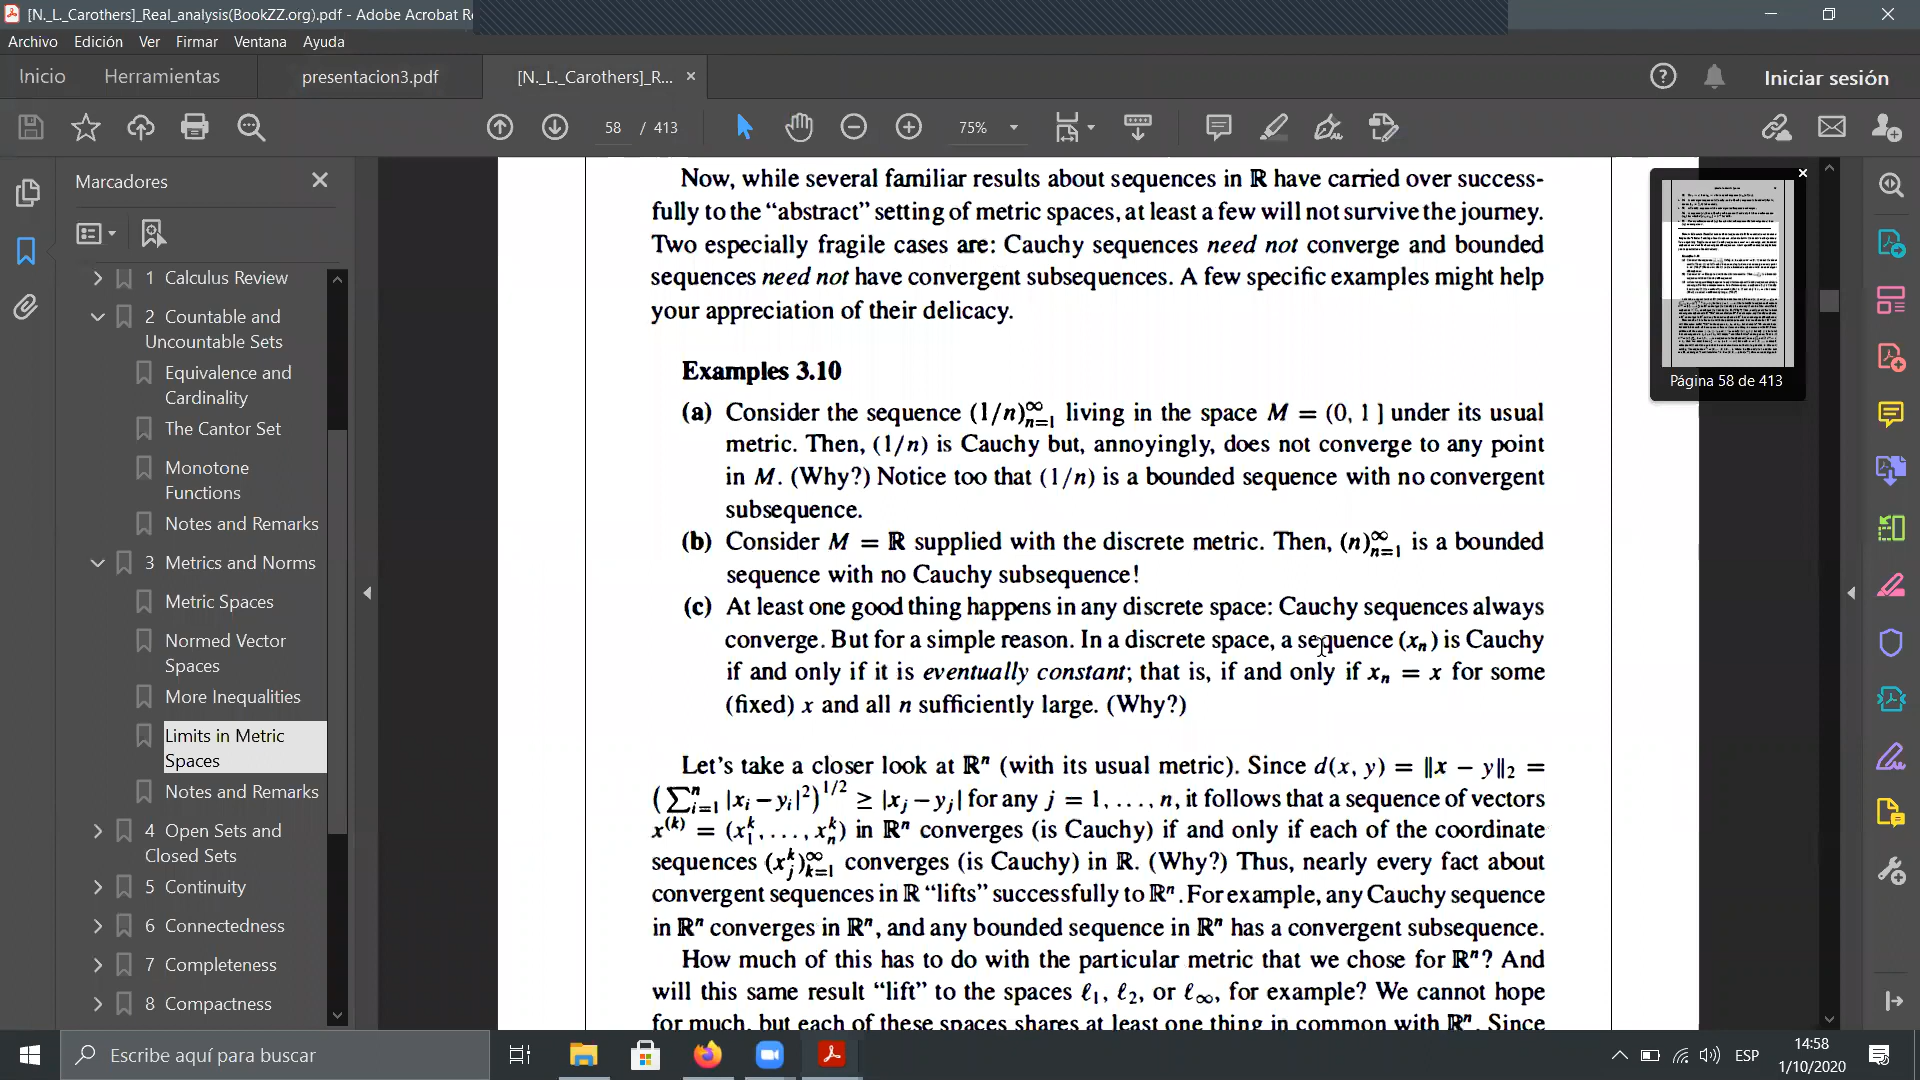 [N._L._Carothers]_Real_analysis(BookZZ.org).pdf - Adobe Acrobat Re
Archivo Edición Ver Firmar Ventana Ayuda
Inicio Herramientas presentacion3.pdf [N._L._Carothers]_R... × Iniciar sesión
58 / 413 75%
Marcadores
1 Calculus Review
2 Countable and
Uncountable Sets
Equivalence and
Cardinality
The Cantor Set
Monotone
Functions
Notes and Remarks
3 Metrics and Norms
Metric Spaces
Normed Vector
Spaces
More Inequalities
Limits in Metric
Spaces
Notes and Remarks
4 Open Sets and
Closed Sets
5 Continuity
6 Connectedness
7 Completeness
8 Compactness
Now, while several familiar results about sequences in ℝ have carried over success-
fully to the “abstract” setting of metric spaces, at least a few will not survive the journey.
Two especially fragile cases are: Cauchy sequences need not converge and bounded
sequences need not have convergent subsequences. A few specific examples might help
your appreciation of their delicacy.
Examples 3.10
(a) Consider the sequence (1/n)_{n=1}^∞ living in the space M = (0, 1] under its usual
metric. Then, (1/n) is Cauchy but, annoyingly, does not converge to any point
in M. (Why?) Notice too that (1/n) is a bounded sequence with no convergent
subsequence.
(b) Consider M = ℝ supplied with the discrete metric. Then, (n)_{n=1}^∞ is a bounded
sequence with no Cauchy subsequence!
(c) At least one good thing happens in any discrete space: Cauchy sequences always
converge. But for a simple reason. In a discrete space, a sequence (xₙ) is Cauchy
if and only if it is eventually constant; that is, if and only if xₙ = x for some
(fixed) x and all n sufficiently large. (Why?)
Let’s take a closer look at ℝⁿ (with its usual metric). Since d(x, y) = ‖x − y‖₂ =
(∑_{i=1}^n |x_i − y_i|²)^{1/2} ≥ |x_j − y_j| for any j = 1, . . . , n, it follows that a sequence of vectors
x^{(k)} = (x_1^k, . . . , x_n^k) in ℝⁿ converges (is Cauchy) if and only if each of the coordinate
sequences (x_j^k)_{k=1}^∞ converges (is Cauchy) in ℝ. (Why?) Thus, nearly every fact about
convergent sequences in ℝ “lifts” successfully to ℝⁿ. For example, any Cauchy sequence
in ℝⁿ converges in ℝⁿ, and any bounded sequence in ℝⁿ has a convergent subsequence.
How much of this has to do with the particular metric that we chose for ℝⁿ? And
will this same result “lift” to the spaces ℓ₁, ℓ₂, or ℓ_∞, for example? We cannot hope
for much, but each of these spaces shares at least one thing in common with ℝⁿ. Since
Página 58 de 413
Escribe aquí para buscar
ESP
14:58
1/10/2020